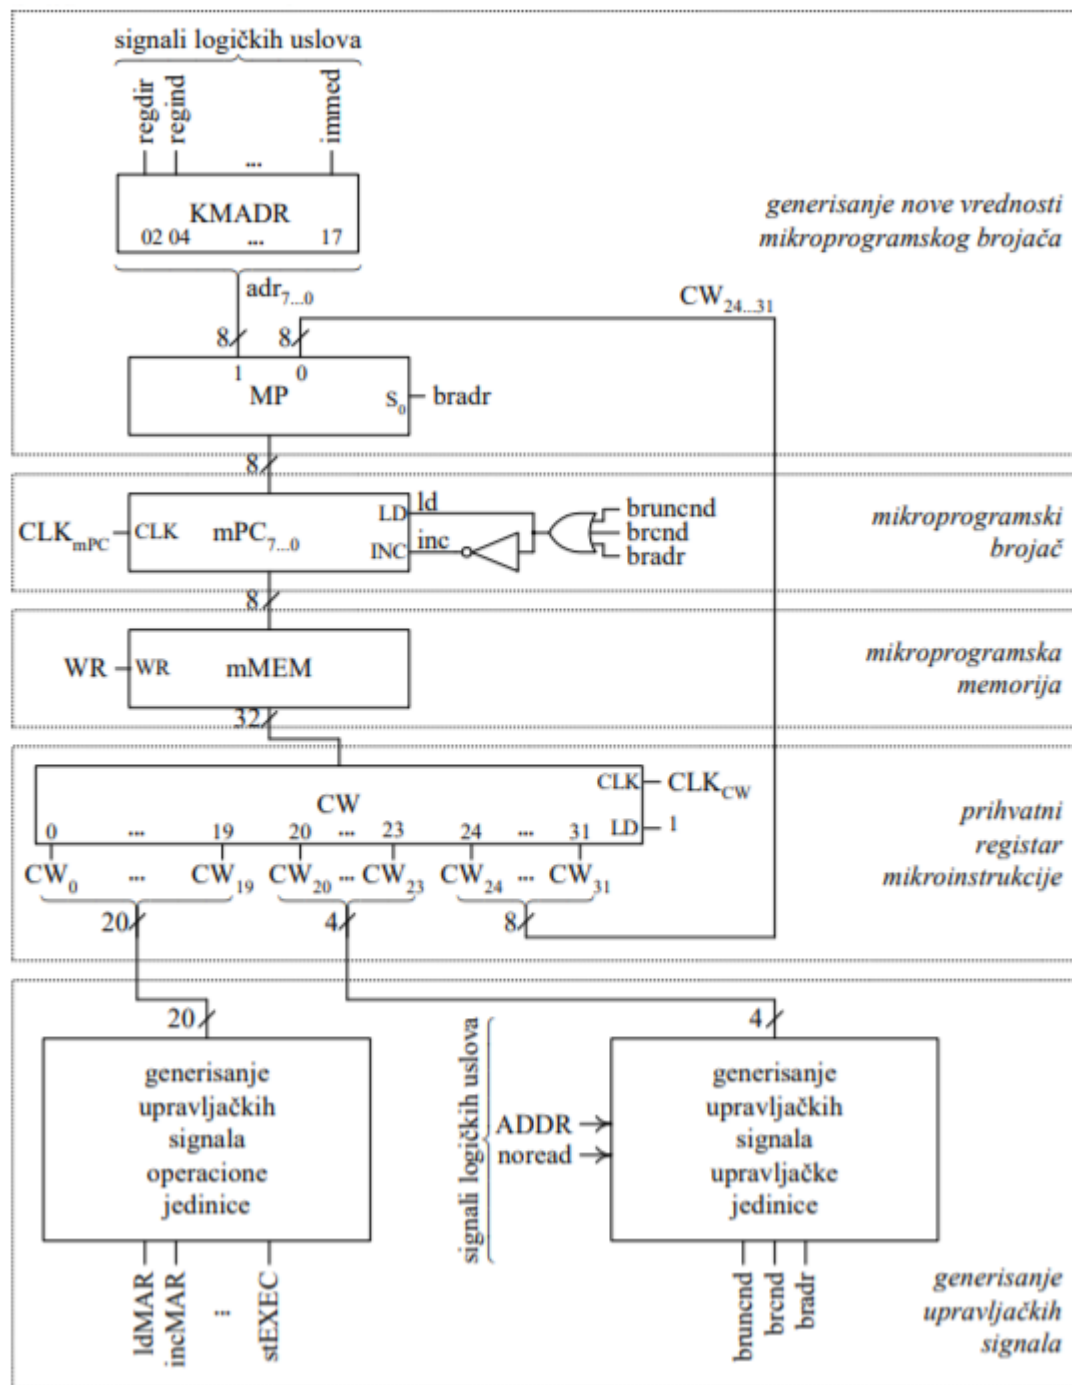 signali logičkih uslova
regdir
regind
immed
...
KMADR
02 04 ... 17
generisanje nove vrednosti
mikroprogramskog brojača
adr7...0
CW24...31
8
8
1 0
MP
S0
bradr
8
CLKmPC
CLK
mPC7...0
LD
ld
INC
inc
bruncnd
brcnd
bradr
mikroprogramski
brojač
8
WR
WR
mMEM
mikroprogramska
memorija
32
CW
CLK
CLKCW
LD
1
0 ... 19 20 ... 23 24 ... 31
CW0 ... CW19 CW20 ... CW23 CW24 ... CW31
20
4
8
prihvatni
registar
mikroinstrukcije
20
4
generisanje
upravljačkih
signala
operacione
jedinice
signali logičkih uslova
ADDR
noread
generisanje
upravljačkih
signala
upravljačke
jedinice
ldMAR
incMAR
...
stEXEC
bruncnd
brcnd
bradr
generisanje
upravljačkih
signala